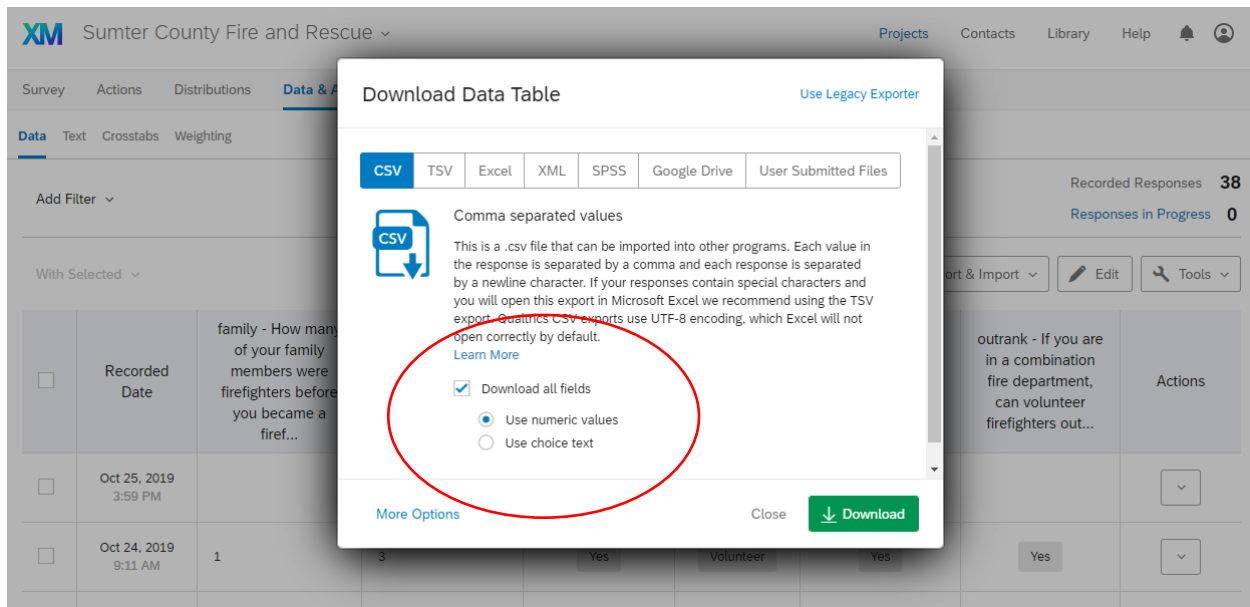 XM Sumter County Fire and Rescue
Projects Contacts Library Help
Survey Actions Distributions Data & A
Data Text Crosstabs Weighting
Download Data Table Use Legacy Exporter
CSV TSV Excel XML SPSS Google Drive User Submitted Files
Add Filter
Recorded Responses 38
Responses in Progress 0
CSV
Comma separated values
This is a .csv file that can be imported into other programs. Each value in
the response is separated by a comma and each response is separated
by a newline character. If your responses contain special characters and
you will open this export in Microsoft Excel we recommend using the TSV
export. Qualtrics CSV exports use UTF-8 encoding, which Excel will not
open correctly by default.
Learn More
Download all fields
Use numeric values
Use choice text
More Options Close Download
With Selected
ort & Import Edit Tools
Recorded
Date
family - How many
of your family
members were
firefighters before
you became a
firef...
outrank - If you are
in a combination
fire department,
can volunteer
firefighters out...
Actions
Oct 25, 2019
3:59 PM
Oct 24, 2019
9:11 AM
1 3 Yes Volunteer Yes Yes